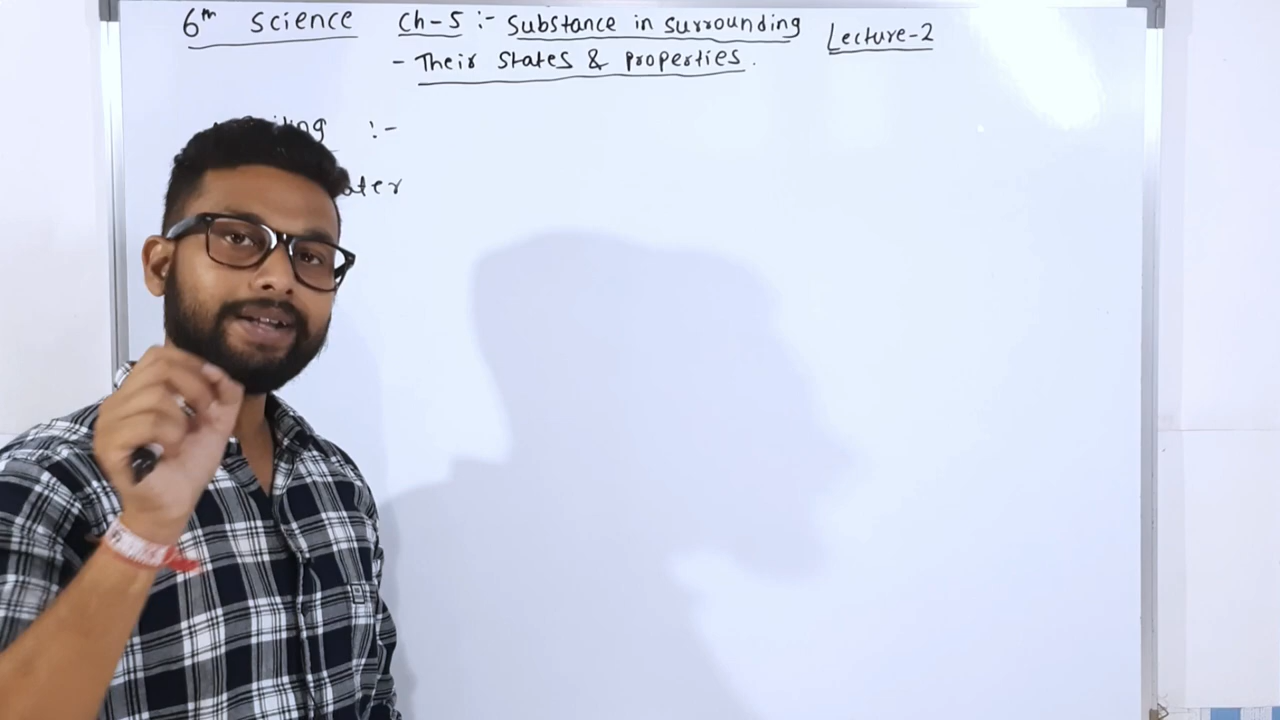 6th science Ch-5 :- Substance in surrounding Lecture-2
- Their states & properties.
:-